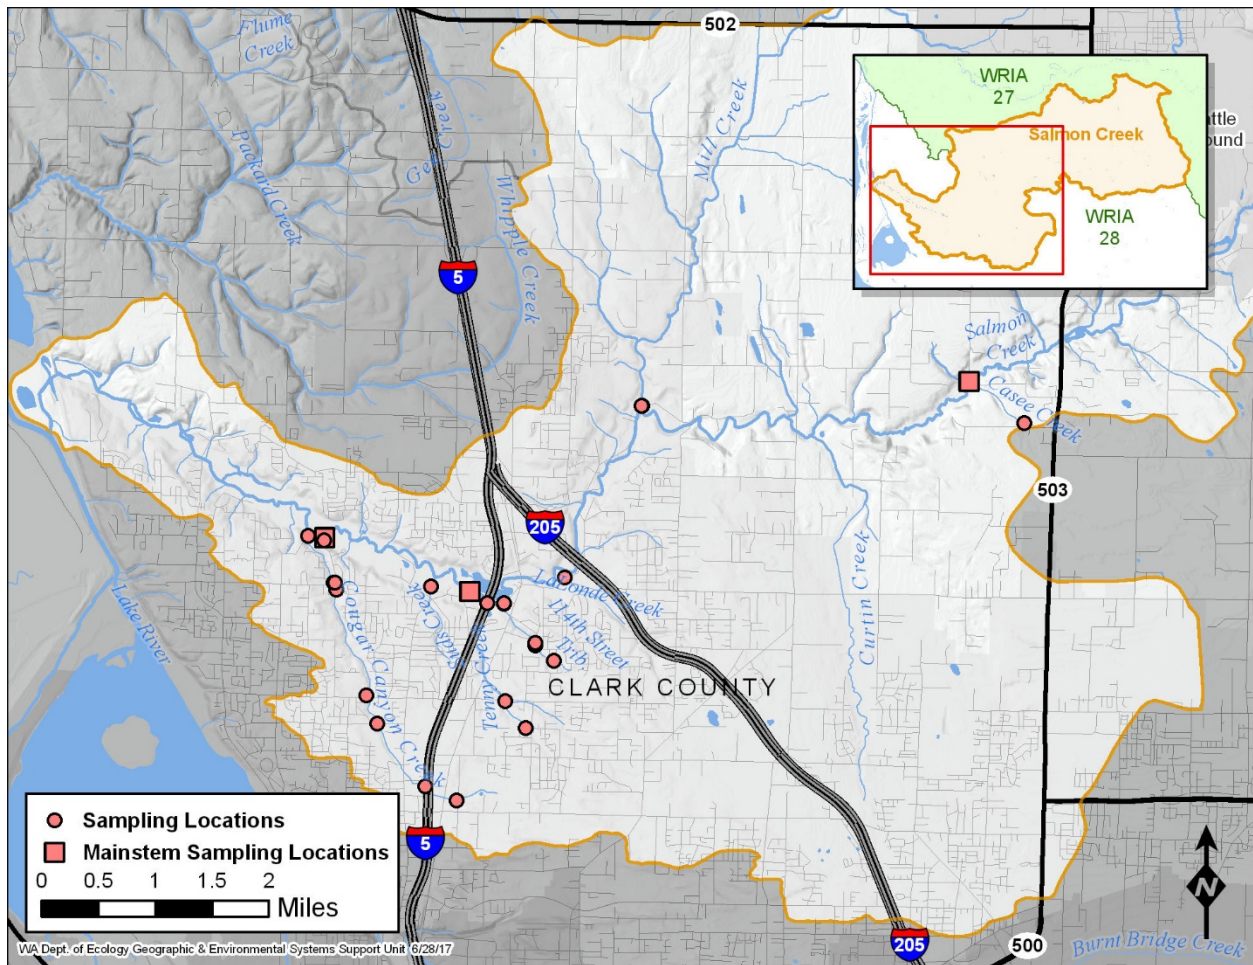 Flume
Creek
502
Packard Creek
Gee Creek
Mill Creek
WRIA
27
Salmon Creek
WRIA
28
attle
ound
Whipple Creek
5
Salmon
Creek
Casee Creek
503
205
Lake River
Cougar Canyon Creek
Suds Creek
Tenny Creek
LaLonde Creek
114th Street
Trib.
Curtin Creek
CLARK COUNTY
5
Sampling Locations
Mainstem Sampling Locations
0 0.5 1 1.5 2
Miles
N
205
500
Burnt Bridge Creek
WA Dept. of Ecology Geographic & Environmental Systems Support Unit 6/28/17